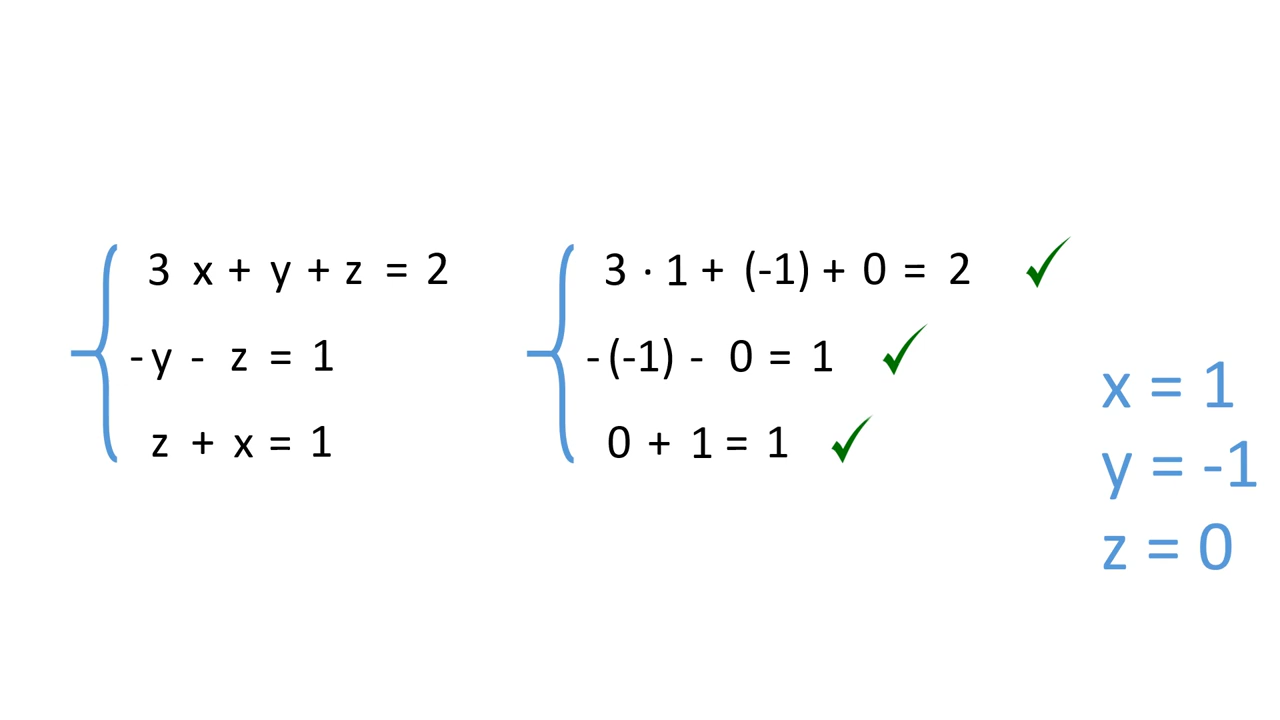 3 x + y + z = 2
- y - z = 1
z + x = 1
3 · 1 + (-1) + 0 = 2 ✓
- (-1) - 0 = 1 ✓
0 + 1 = 1 ✓
x = 1
y = -1
z = 0